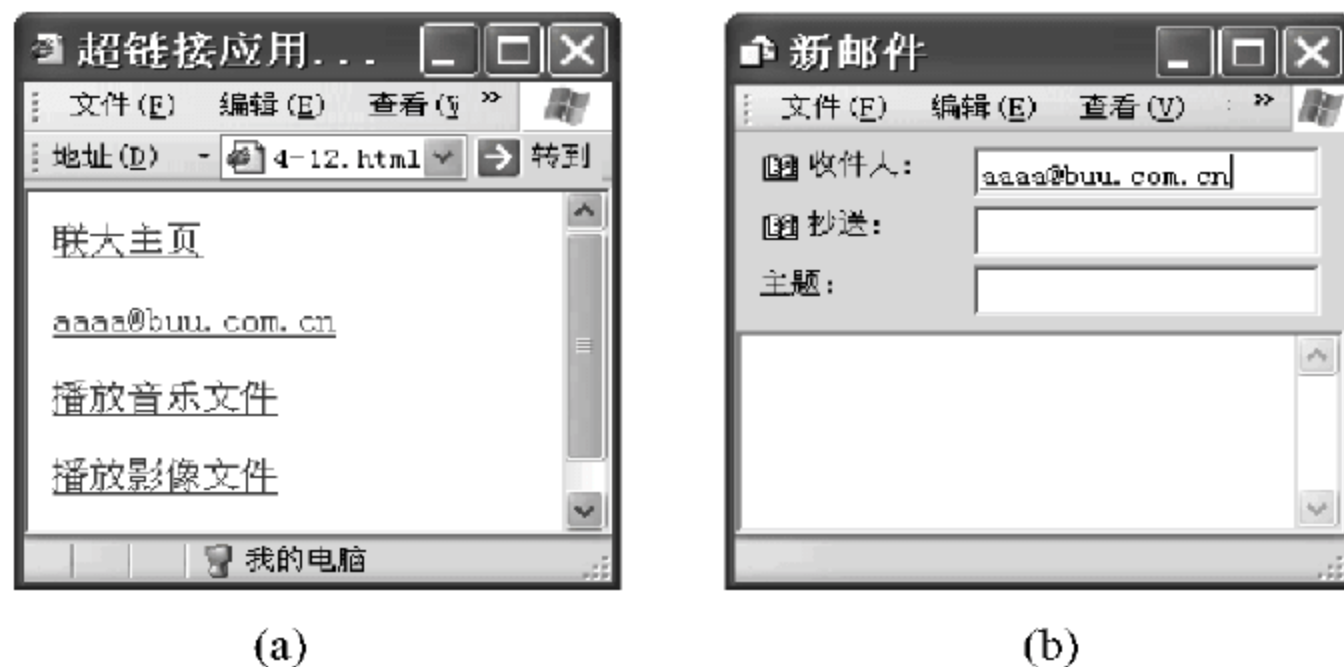 超链接应用...
文件(F) 编辑(E) 查看(V »
地址(D) 4-12.html 转到
联大主页
aaaa@buu.com.cn
播放音乐文件
播放影像文件
我的电脑
(a)
新邮件
文件(F) 编辑(E) 查看(V) »
收件人: aaaa@buu.com.cn
抄送:
主题:
(b)